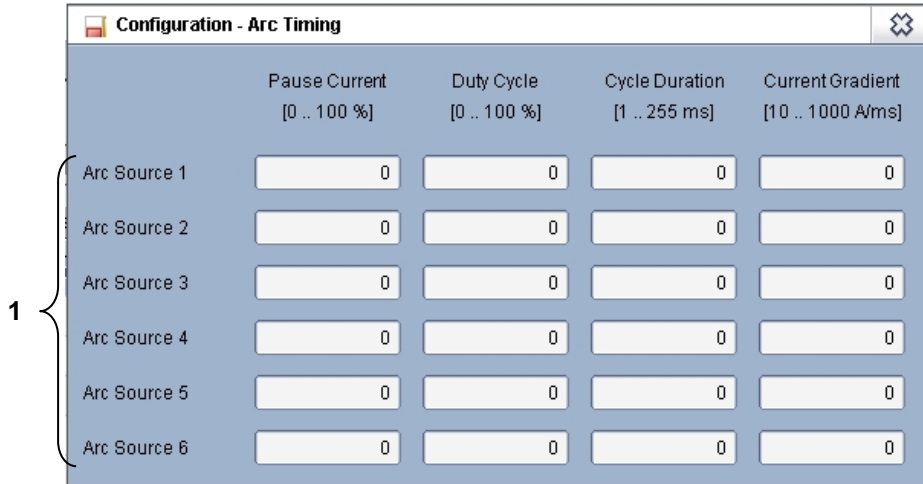 Configuration - Arc Timing
Pause Current Duty Cycle Cycle Duration Current Gradient
[0 .. 100 %] [0 .. 100 %] [1 .. 255 ms] [10 .. 1000 A/ms]
Arc Source 1 0 0 0 0
Arc Source 2 0 0 0 0
Arc Source 3 0 0 0 0
1
Arc Source 4 0 0 0 0
Arc Source 5 0 0 0 0
Arc Source 6 0 0 0 0